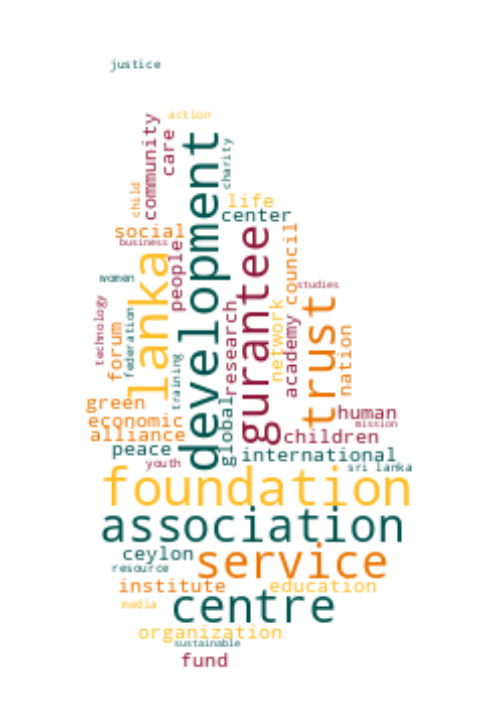 justice
action
community
care
development
charity
child
life
center
social
business
people
gurantee
council
women
lanka
studies
technology
forum
federation
training
research
network
academy
trust
nation
green
economic
alliance
global
human
mission
children
peace
international
youth
sri lanka
foundation
association
ceylon
service
resource
institute
education
media
centre
organization
sustainable
fund